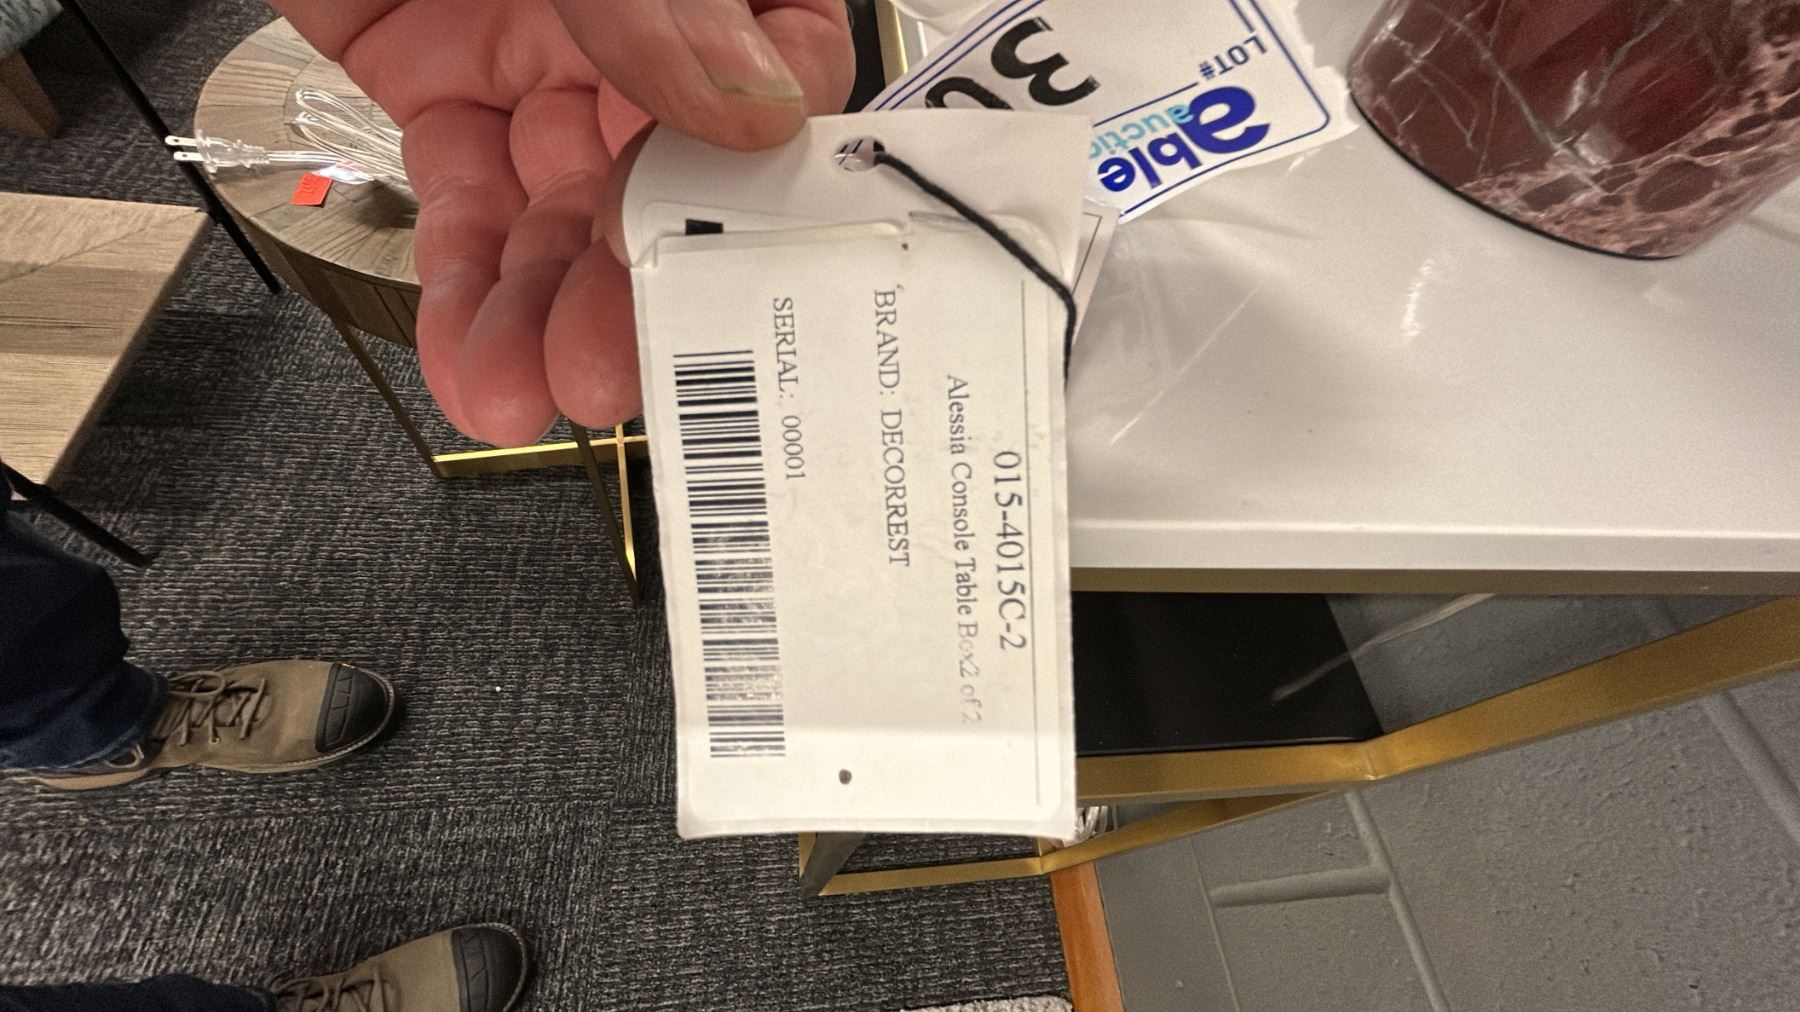 015-4015C-2
Alessia Console Table Box2 of 2
BRAND: DECORREST
SERIAL: 00001
LOT#
able
auctio